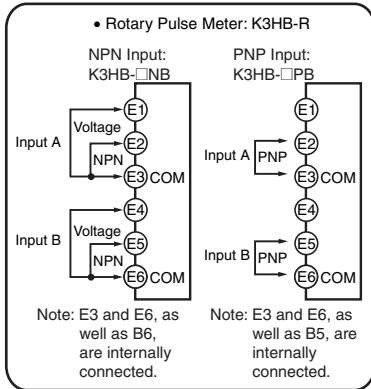 • Rotary Pulse Meter: K3HB-R
NPN Input:
K3HB-□NB
Input A
Voltage
NPN
E1
E2
E3 COM
Input B
Voltage
NPN
E4
E5
E6 COM
Note: E3 and E6, as
well as B6,
are internally
connected.
PNP Input:
K3HB-□PB
E1
Input A
PNP
E2
E3 COM
E4
Input B
PNP
E5
E6 COM
Note: E3 and E6, as
well as B5, are
internally
connected.